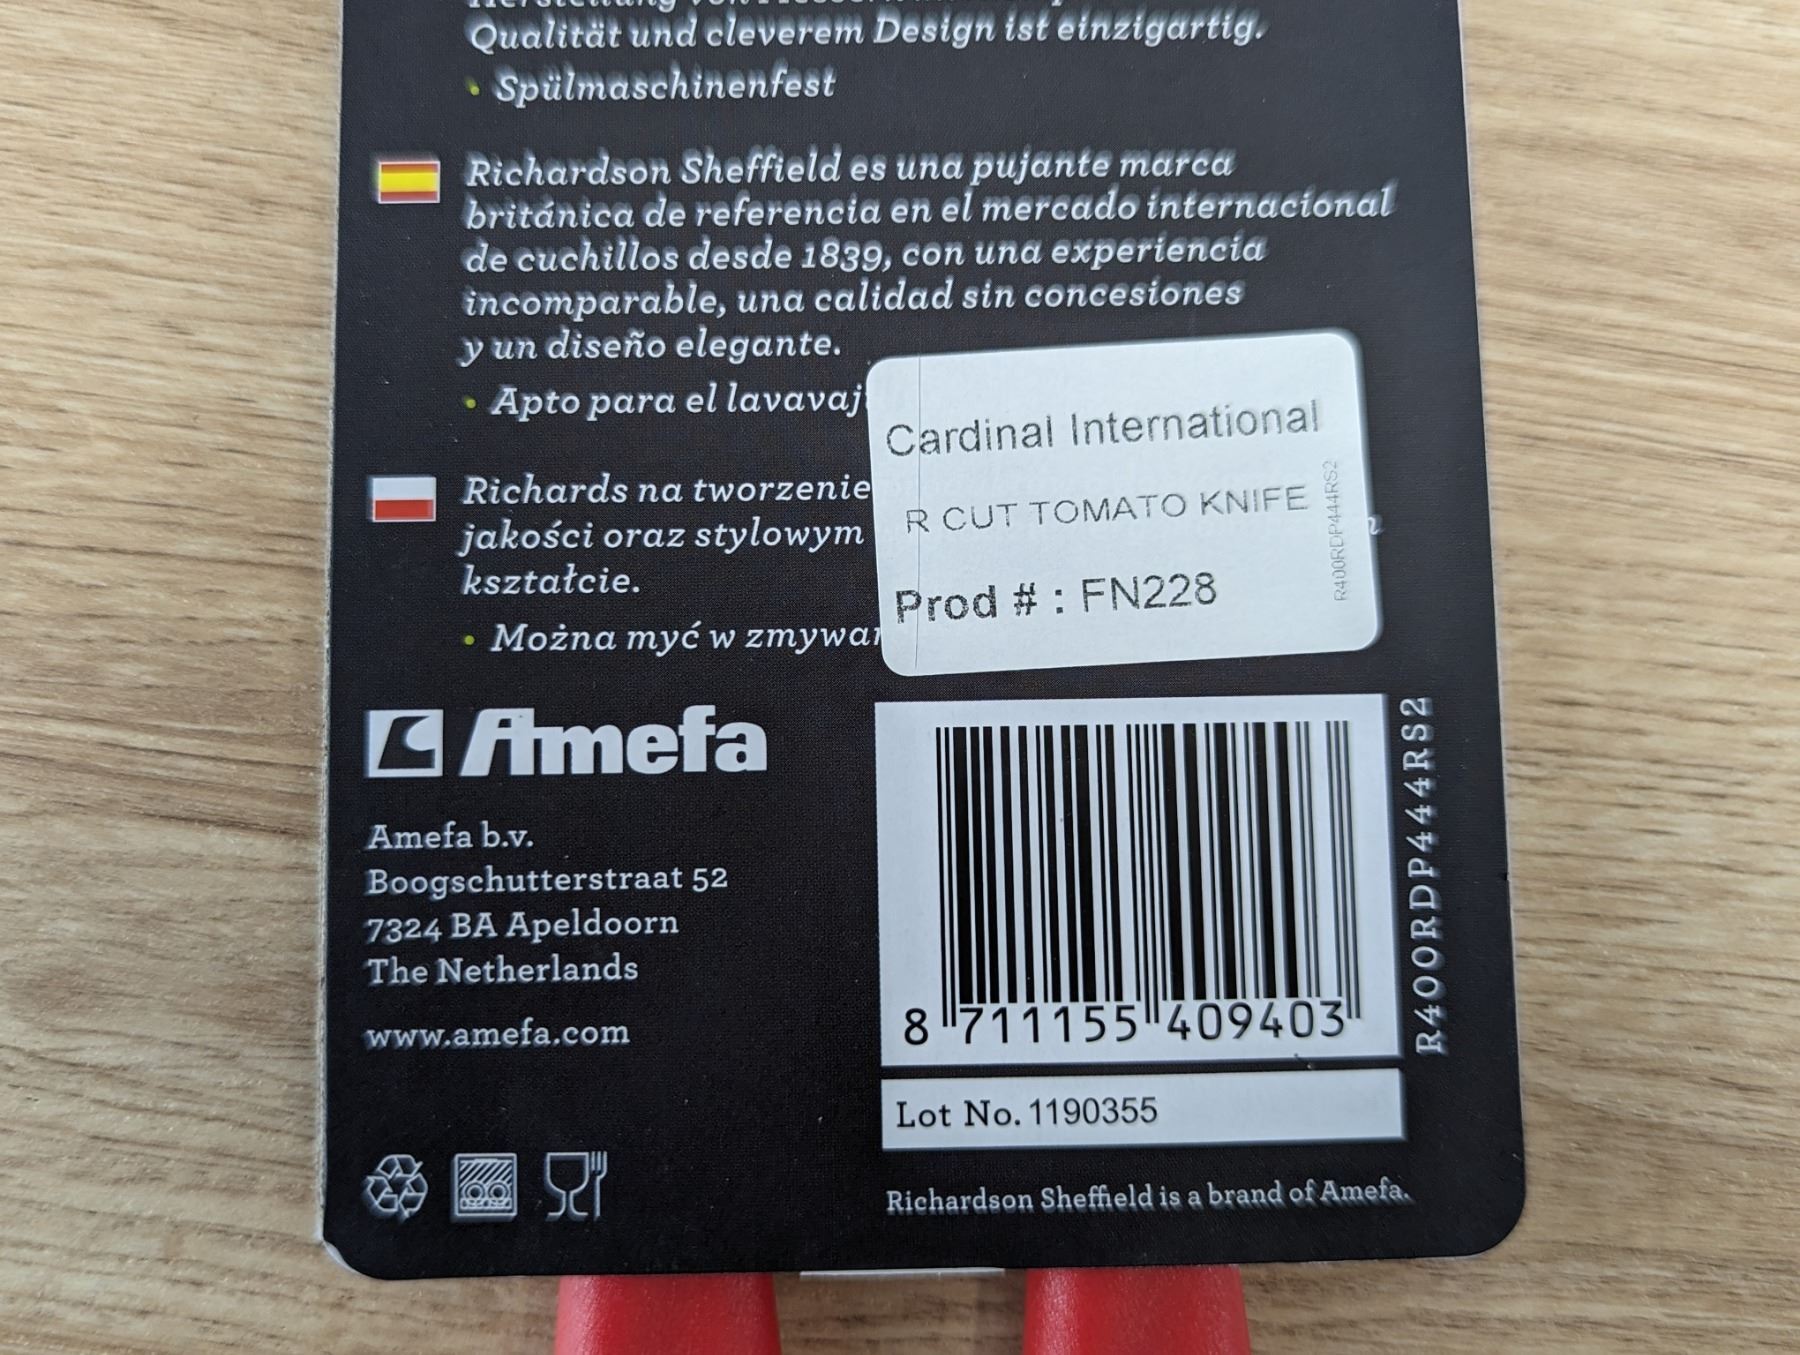 Qualität und cleverem Design ist einzigartig.
• Spülmaschinenfest
Richardson Sheffield es una pujante marca
británica de referencia en el mercado internacional
de cuchillos desde 1839, con una experiencia
incomparable, una calidad sin concesiones
y un diseño elegante.
• Apto para el
Richards na tworzenie
jakości oraz stylowym
kształcie.
• Można myć w
Cardinal International
R CUT TOMATO KNIFE
R400RDP444RS2
Prod # : FN228
Amefa
Amefa b.v.
Boogschutterstraat 52
7324 BA Apeldoorn
The Netherlands
www.amefa.com
8 711155 409403
R400RDP444RS2
Lot No. 1190355
Richardson Sheffield is a brand of Amefa.